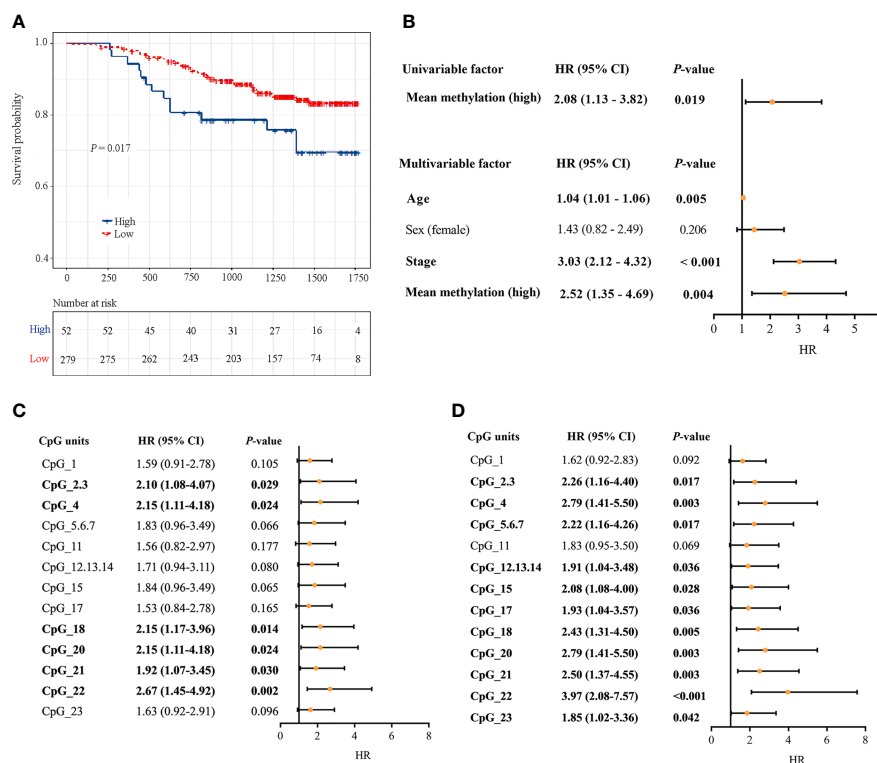 A
Survival probability
1.0
0.8
0.6
0.4
P = 0.017
High
Low
0 250 500 750 1000 1250 1500 1750
Number at risk
High 52 52 45 40 31 27 16 4
Low 279 275 262 243 203 157 74 8
B
Univariable factor HR (95% CI) P-value
Mean methylation (high) 2.08 (1.13 - 3.82) 0.019
Multivariable factor HR (95% CI) P-value
Age 1.04 (1.01 - 1.06) 0.005
Sex (female) 1.43 (0.82 - 2.49) 0.206
Stage 3.03 (2.12 - 4.32) < 0.001
Mean methylation (high) 2.52 (1.35 - 4.69) 0.004
0 1 2 3 4 5
HR
C
CpG units HR (95% CI) P-value
CpG_1 1.59 (0.91-2.78) 0.105
CpG_2.3 2.10 (1.08-4.07) 0.029
CpG_4 2.15 (1.11-4.18) 0.024
CpG_5.6.7 1.83 (0.96-3.49) 0.066
CpG_11 1.56 (0.82-2.97) 0.177
CpG_12.13.14 1.71 (0.94-3.11) 0.080
CpG_15 1.84 (0.96-3.49) 0.065
CpG_17 1.53 (0.84-2.78) 0.165
CpG_18 2.15 (1.17-3.96) 0.014
CpG_20 2.15 (1.11-4.18) 0.024
CpG_21 1.92 (1.07-3.45) 0.030
CpG_22 2.67 (1.45-4.92) 0.002
CpG_23 1.63 (0.92-2.91) 0.096
0 2 4 6 8
HR
D
CpG units HR (95% CI) P-value
CpG_1 1.62 (0.92-2.83) 0.092
CpG_2.3 2.26 (1.16-4.40) 0.017
CpG_4 2.79 (1.41-5.50) 0.003
CpG_5.6.7 2.22 (1.16-4.26) 0.017
CpG_11 1.83 (0.95-3.50) 0.069
CpG_12.13.14 1.91 (1.04-3.48) 0.036
CpG_15 2.08 (1.08-4.00) 0.028
CpG_17 1.93 (1.04-3.57) 0.036
CpG_18 2.43 (1.31-4.50) 0.005
CpG_20 2.79 (1.41-5.50) 0.003
CpG_21 2.50 (1.37-4.55) 0.003
CpG_22 3.97 (2.08-7.57) <0.001
CpG_23 1.85 (1.02-3.36) 0.042
0 2 4 6 8
HR